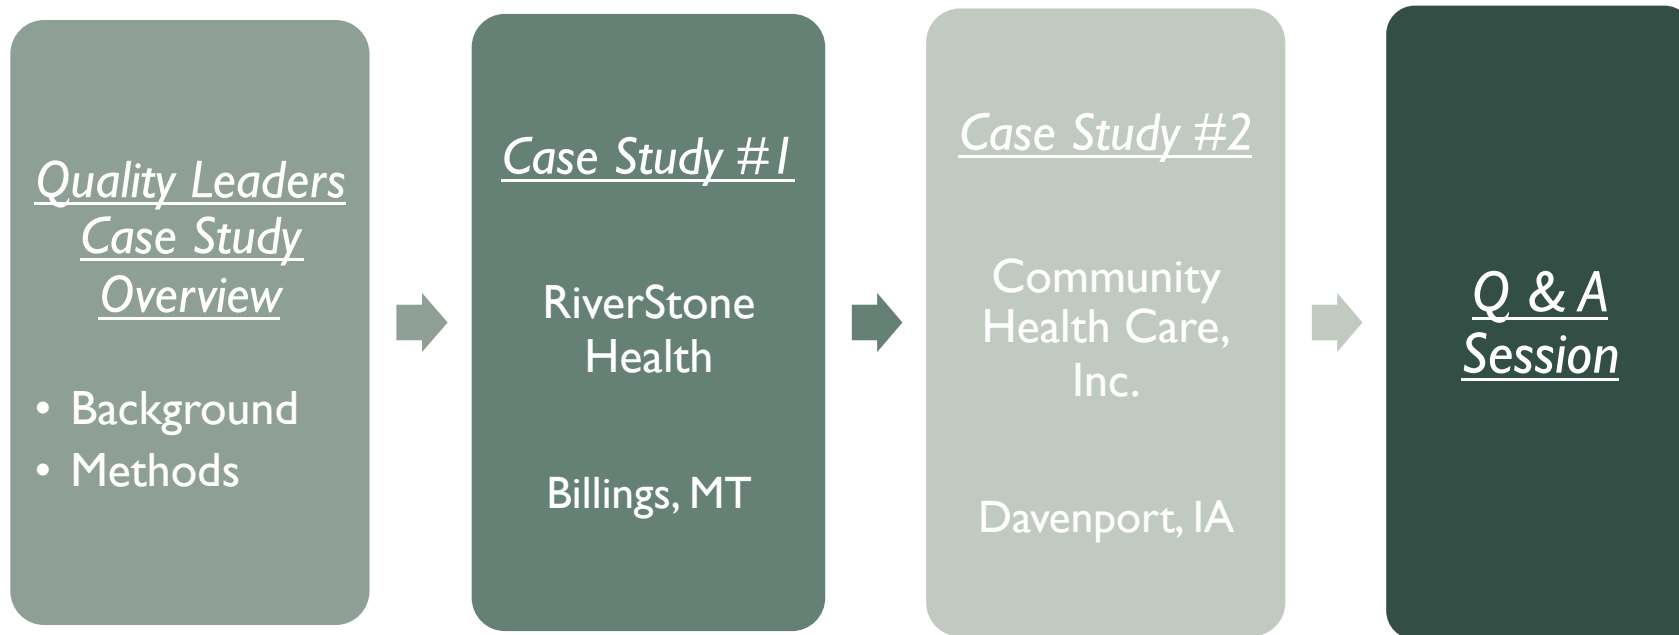 Quality Leaders
Case Study
Overview
• Background
• Methods
Case Study #1
RiverStone
Health
Billings, MT
Case Study #2
Community
Health Care,
Inc.
Davenport, IA
Q & A
Session